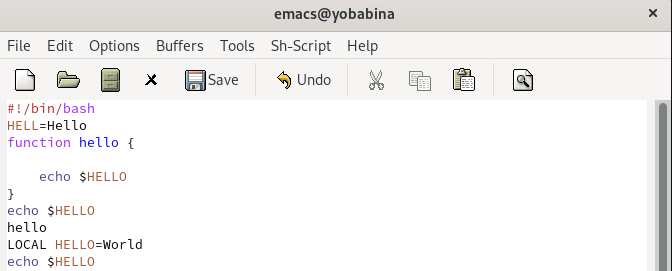 emacs@yobabina
File Edit Options Buffers Tools Sh-Script Help
Save Undo
#!/bin/bash
HELL=Hello
function hello {
    echo $HELLO
}
echo $HELLO
hello
LOCAL HELLO=World
echo $HELLO